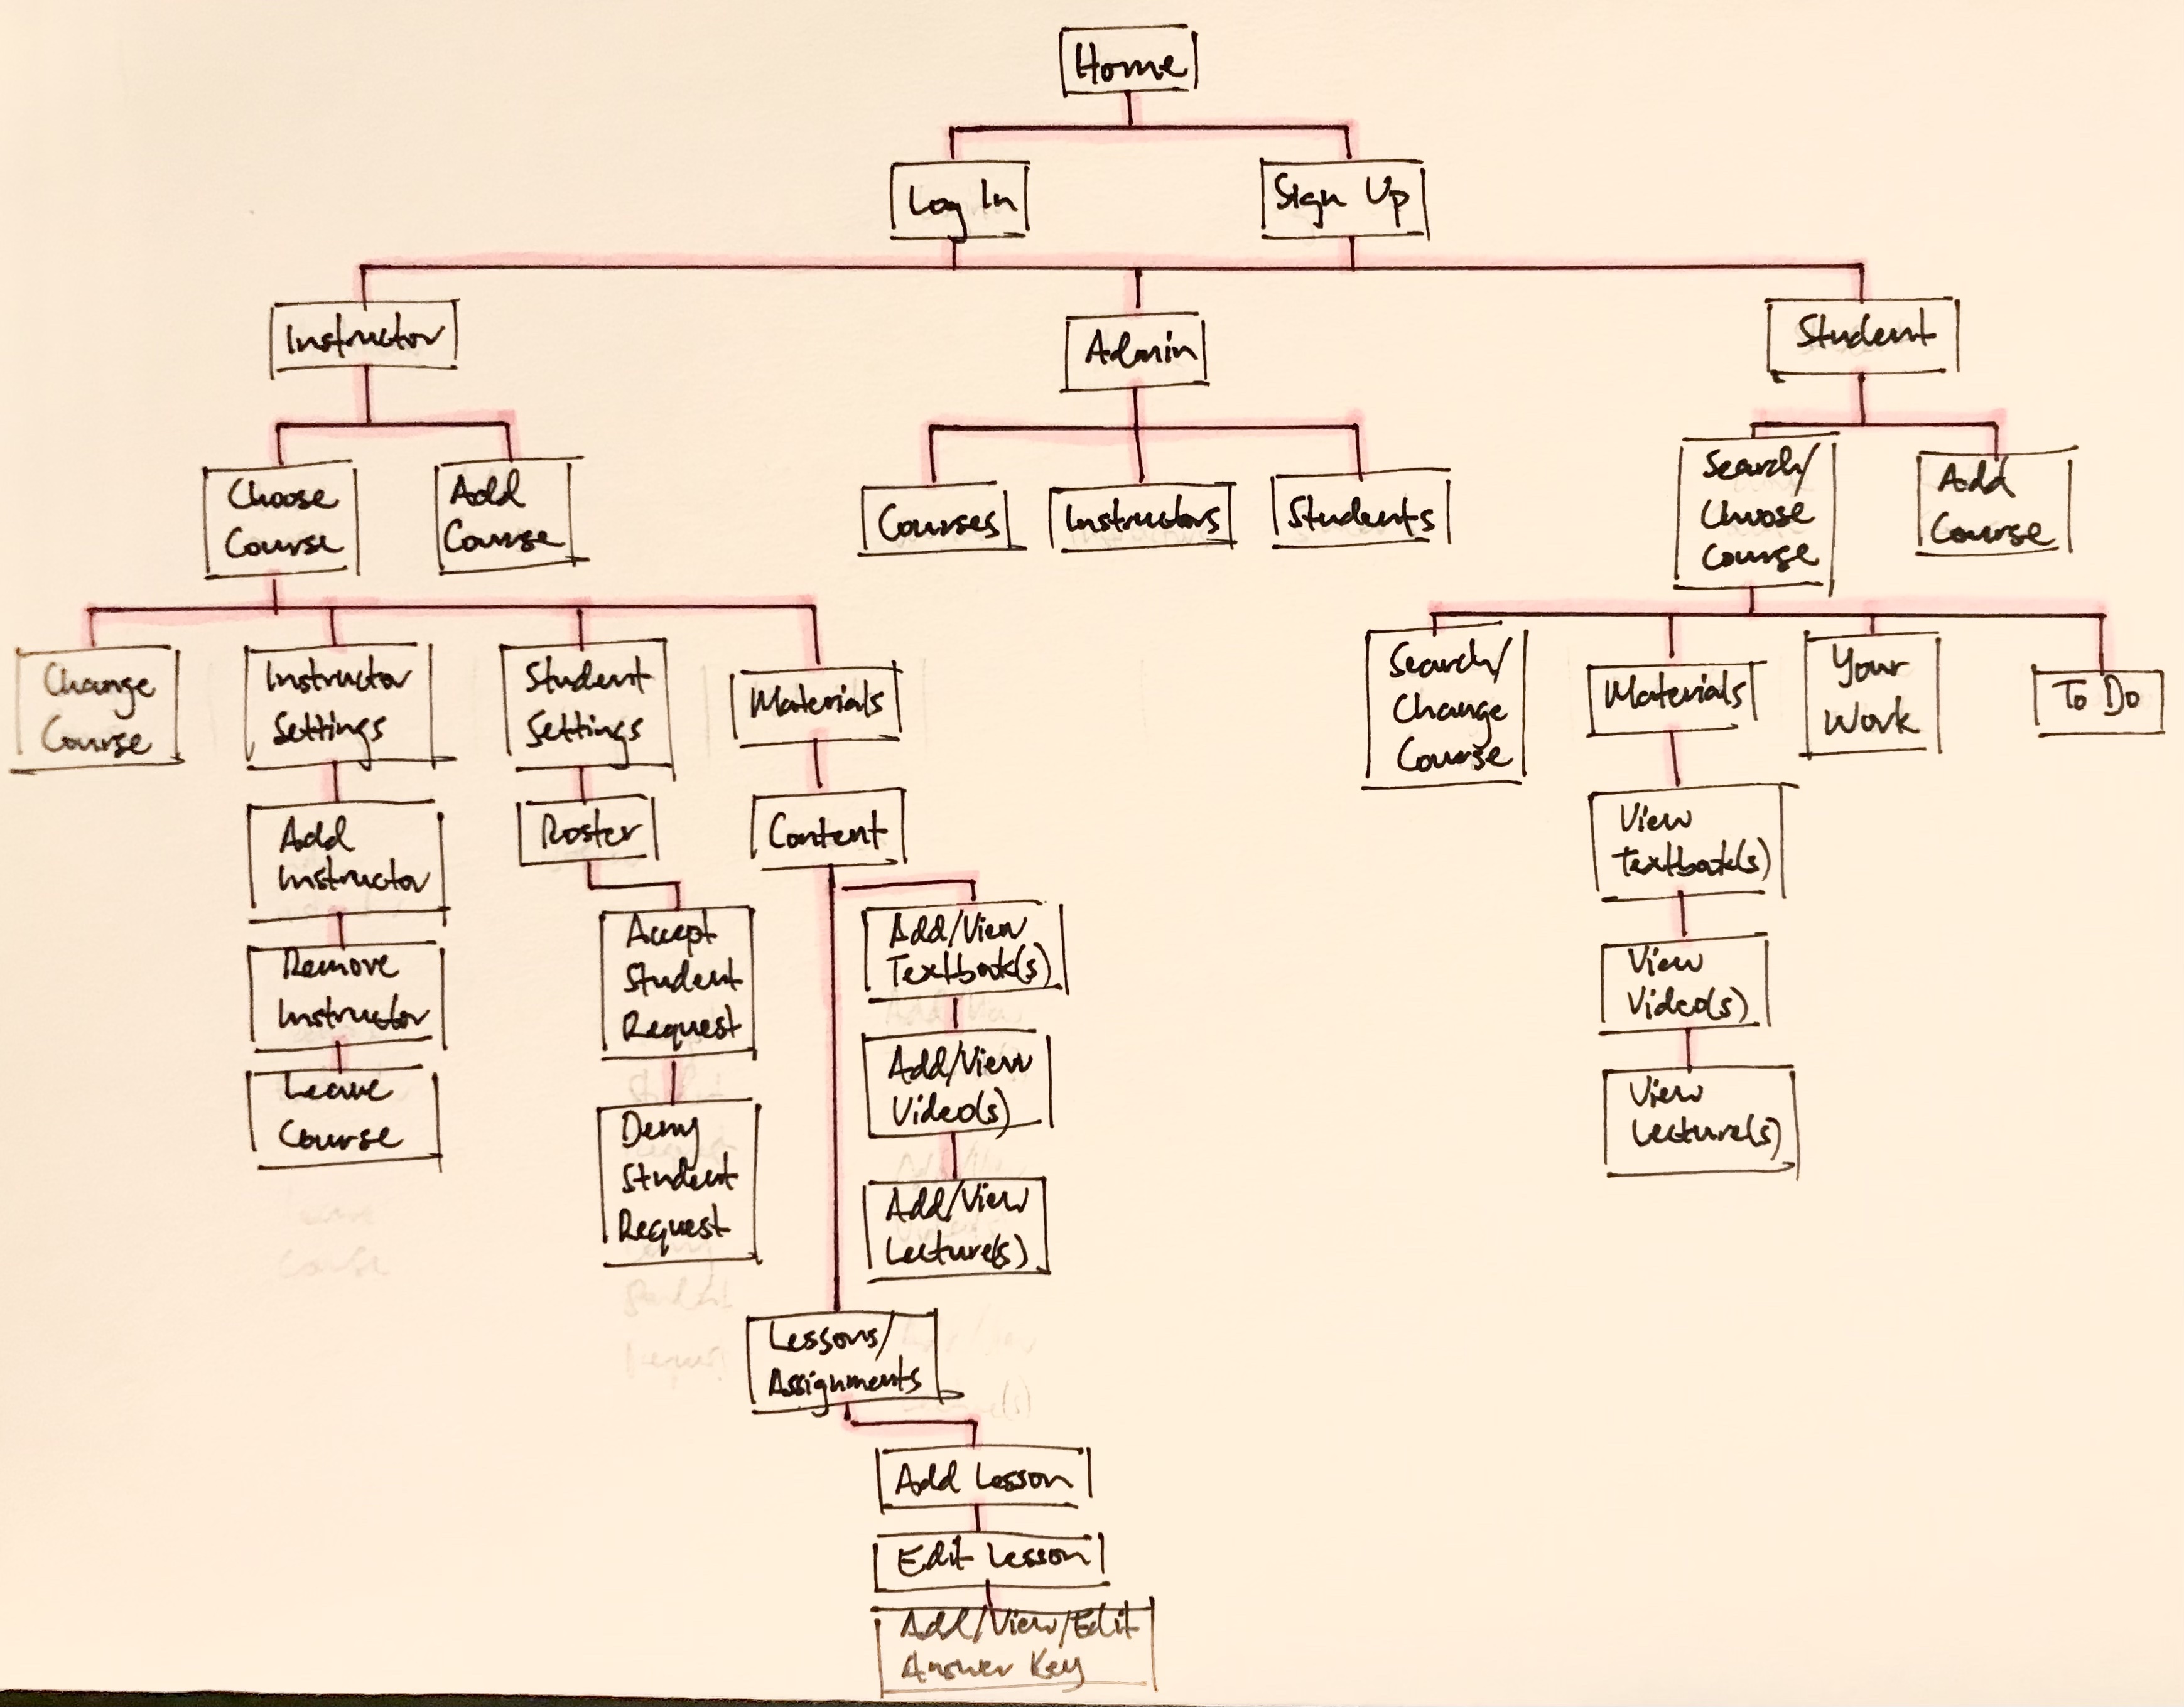 Home
Log In
Sign Up
Instructor
Admin
Student
Choose
Course
Add
Course
Courses
Instructors
Students
Search/
Choose
Course
Add
Course
Change
Course
Instructor
Settings
Student
Settings
Materials
Search/
Change
Course
Materials
Your
Work
To Do
Add
Instructor
Remove
Instructor
Leave
Course
Roster
Accept
Student
Request
Deny
Student
Request
Content
Add/View
Textbook(s)
Add/View
Video(s)
Add/View
Lecture(s)
Lessons/
Assignments
Add Lesson
Edit Lesson
Add/View/Edit
Answer Key
View
Textbook(s)
View
Video(s)
View
Lecture(s)